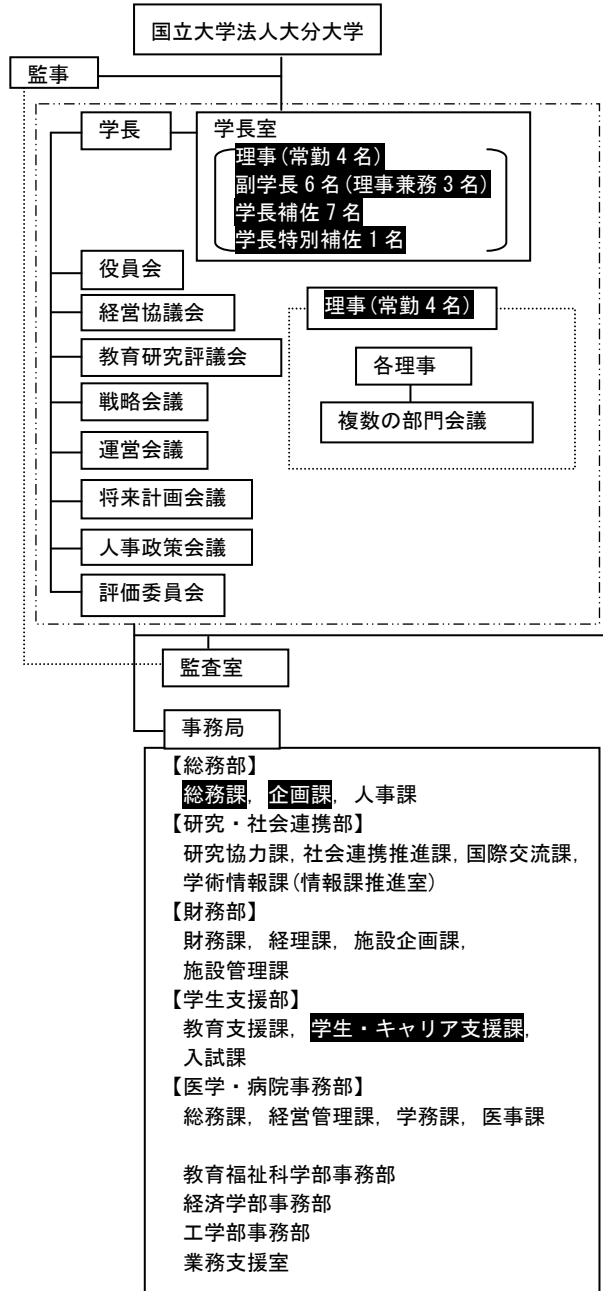 国立大学法人大分大学
監事
学長
学長室
理事(常勤4名)
副学長6名(理事兼務3名)
学長補佐7名
学長特別補佐1名
役員会
経営協議会
教育研究評議会
戦略会議
運営会議
将来計画会議
人事政策会議
評価委員会
理事(常勤4名)
各理事
複数の部門会議
監査室
事務局
【総務部】
総務課, 企画課, 人事課
【研究・社会連携部】
研究協力課, 社会連携推進課, 国際交流課,
学術情報課(情報課推進室)
【財務部】
財務課, 経理課, 施設企画課,
施設管理課
【学生支援部】
教育支援課, 学生・キャリア支援課,
入試課
【医学・病院事務部】
総務課, 経営管理課, 学務課, 医事課
教育福祉科学部事務部
経済学部事務部
工学部事務部
業務支援室